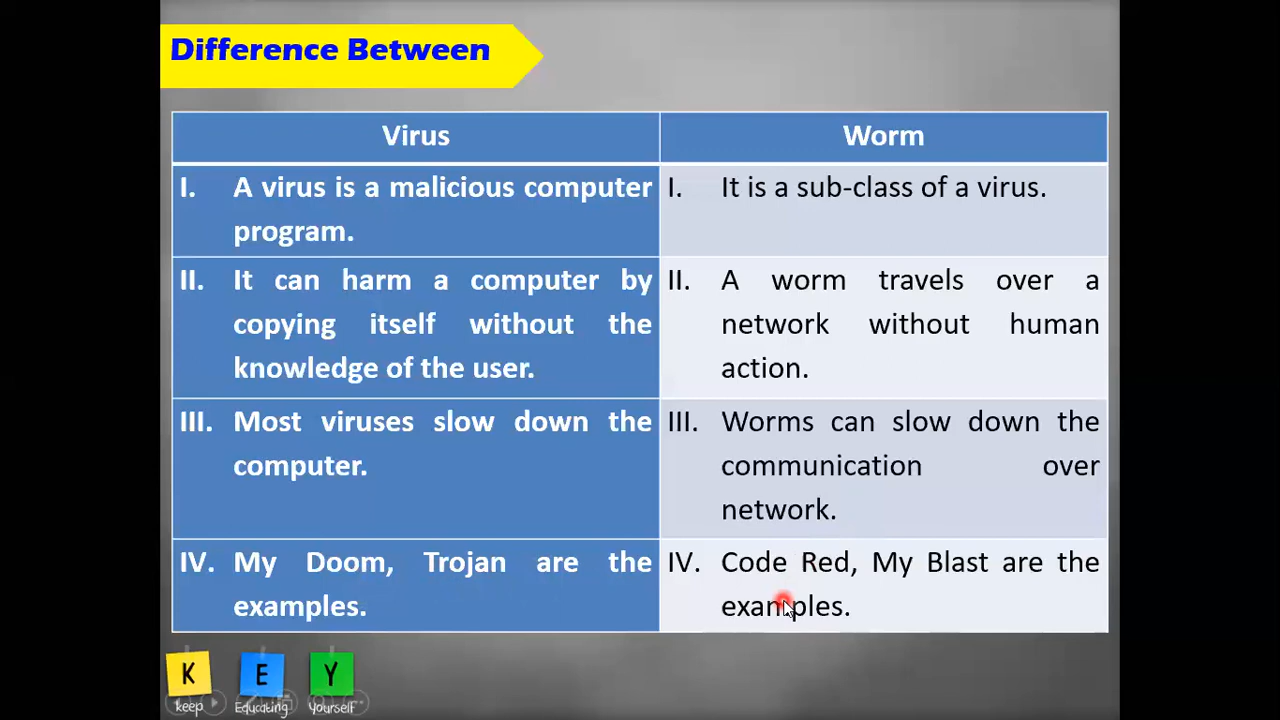 Difference Between
Virus
Worm
I. A virus is a malicious computer
program.
I. It is a sub-class of a virus.
II. It can harm a computer by
copying itself without the
knowledge of the user.
II. A worm travels over a
network without human
action.
III. Most viruses slow down the
computer.
III. Worms can slow down the
communication over
network.
IV. My Doom, Trojan are the
examples.
IV. Code Red, My Blast are the
examples.
K E Y
keep Educating Yourself